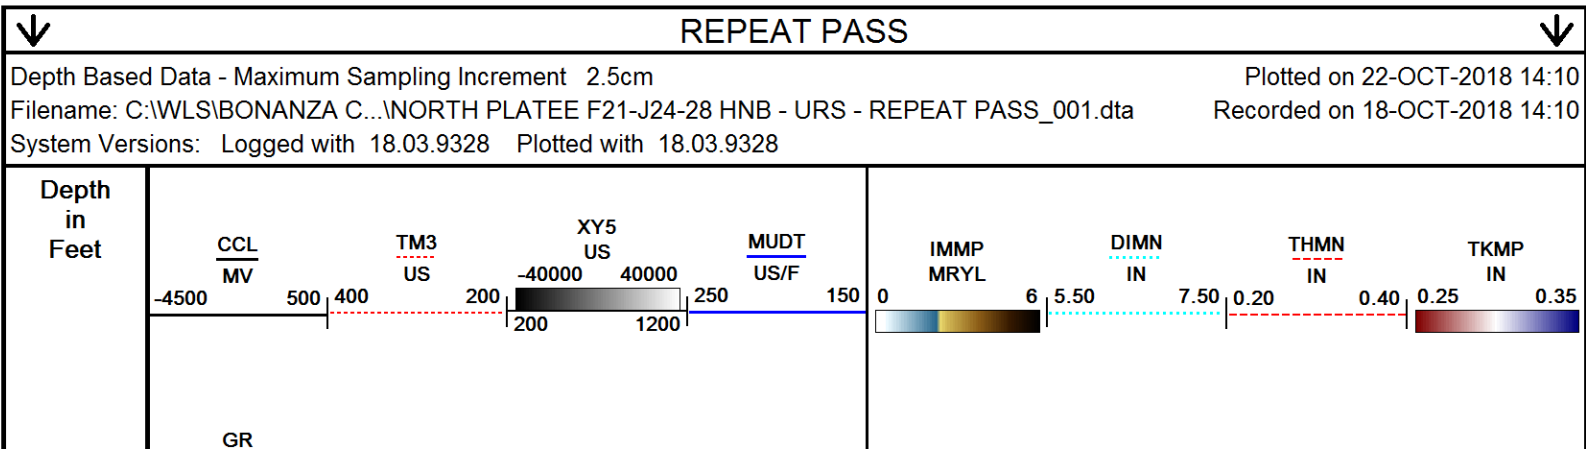 REPEAT PASS
Depth Based Data - Maximum Sampling Increment 2.5cm
Plotted on 22-OCT-2018 14:10
Filename: C:\WLS\BONANZA C...\NORTH PLATEE F21-J24-28 HNB - URS - REPEAT PASS_001.dta
Recorded on 18-OCT-2018 14:10
System Versions: Logged with 18.03.9328 Plotted with 18.03.9328
Depth
in
Feet
CCL
MV
-4500 500
TM3
US
400 200
XY5
US
-40000 40000
200 1200
MUDT
US/F
250 150
IMMP
MRYL
0 6
DIMN
IN
5.50 7.50
THMN
IN
0.20 0.40
TKMP
IN
0.25 0.35
GR